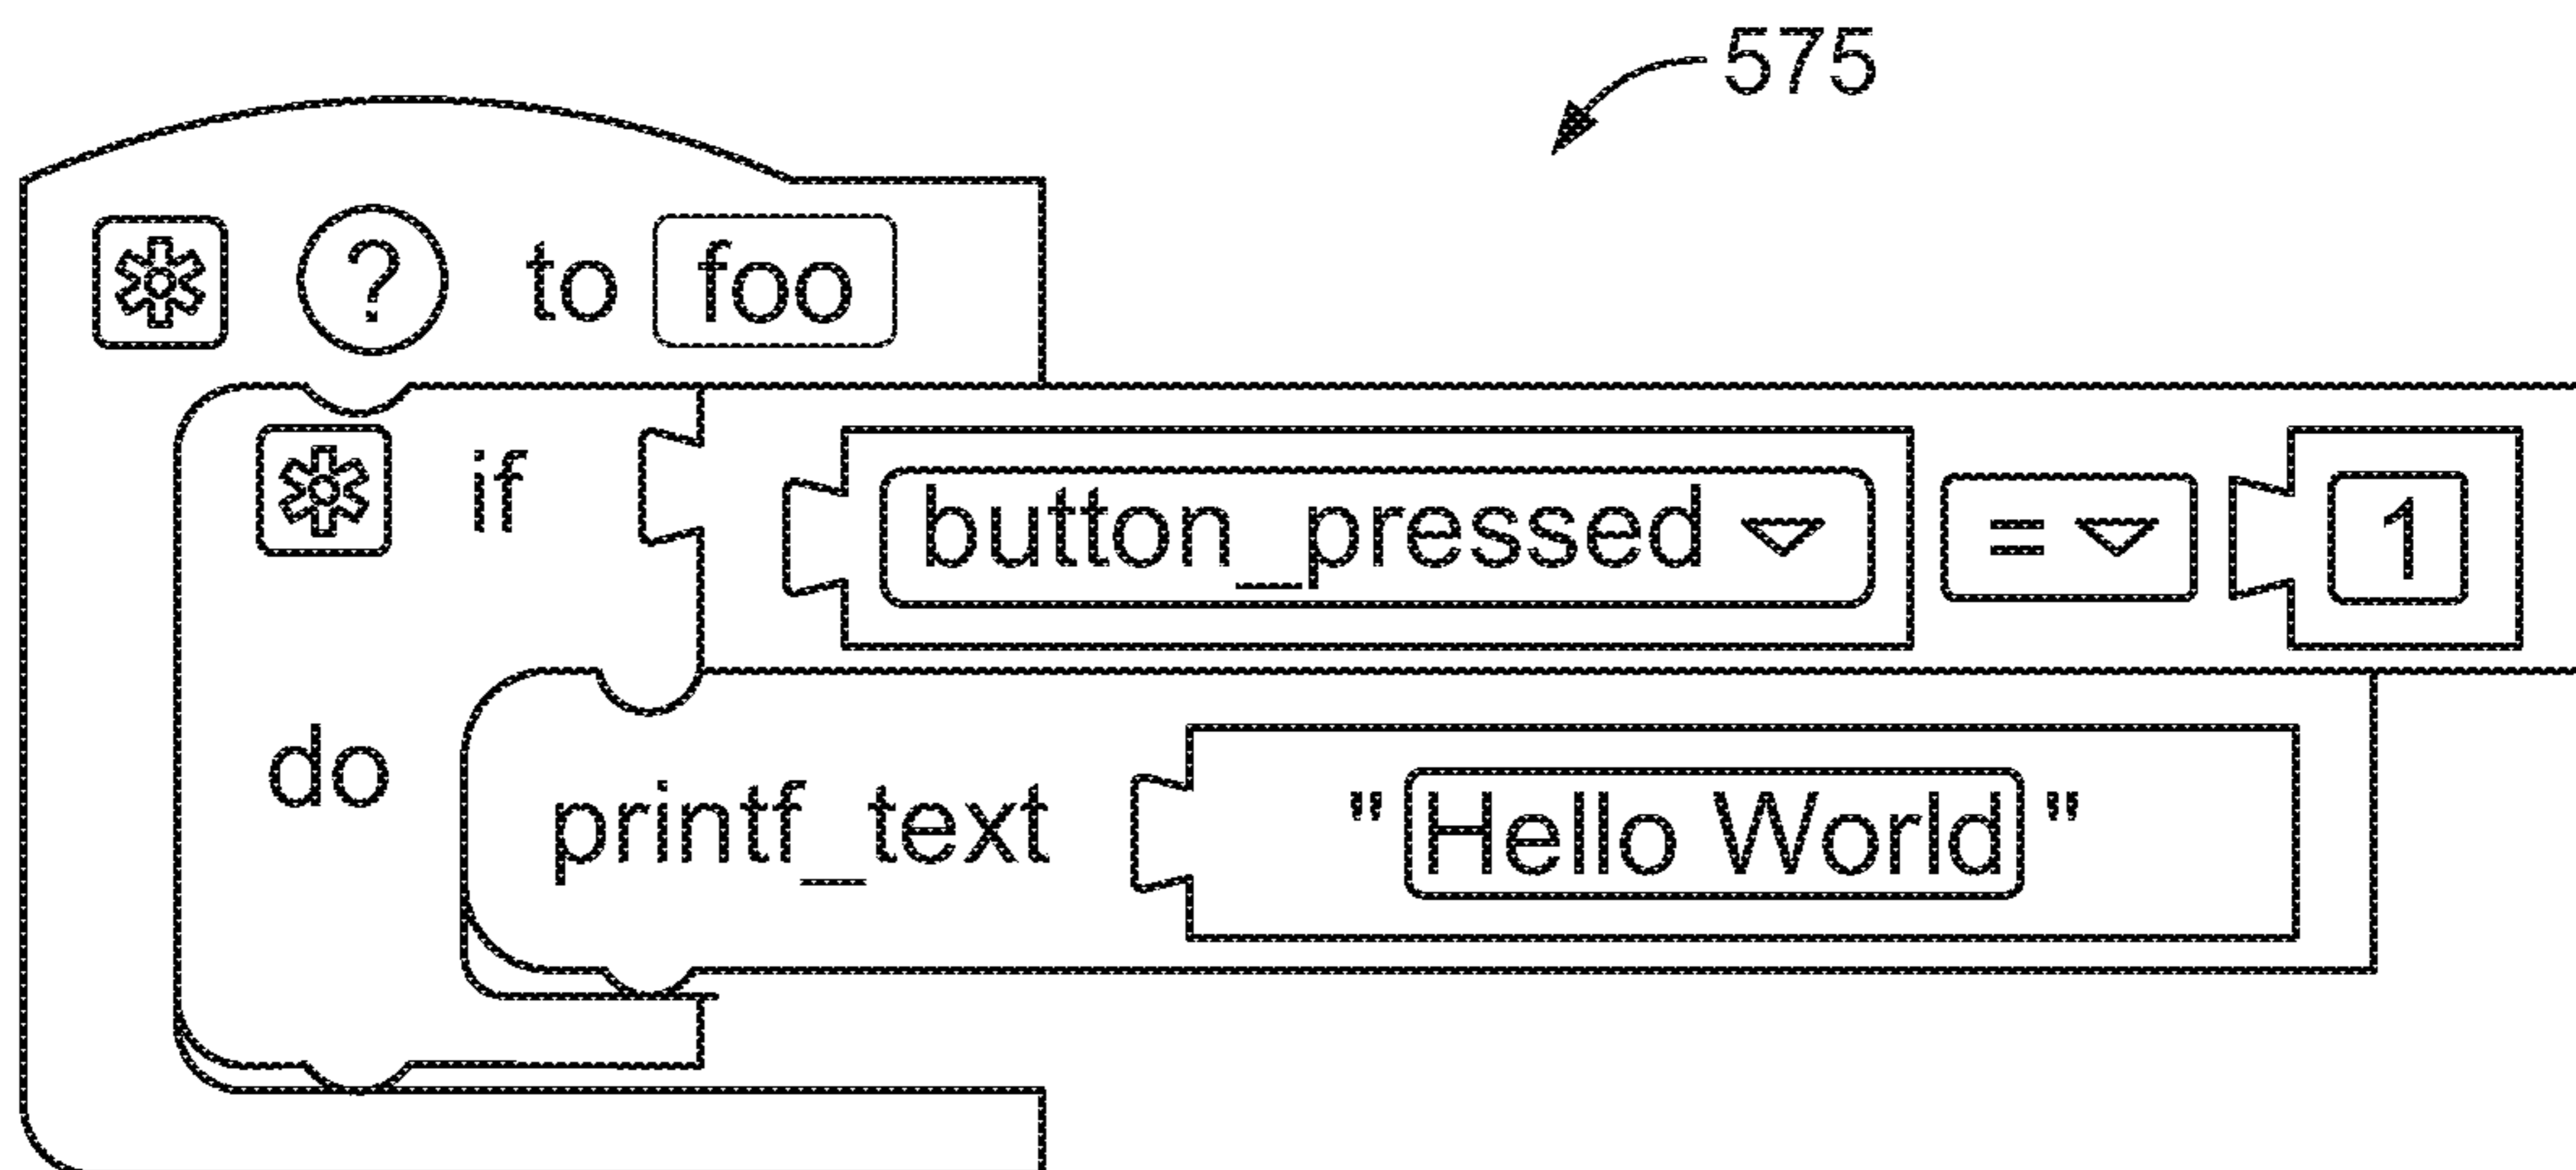 575
? to foo
if button_pressed = 1
do printf_text "Hello World"